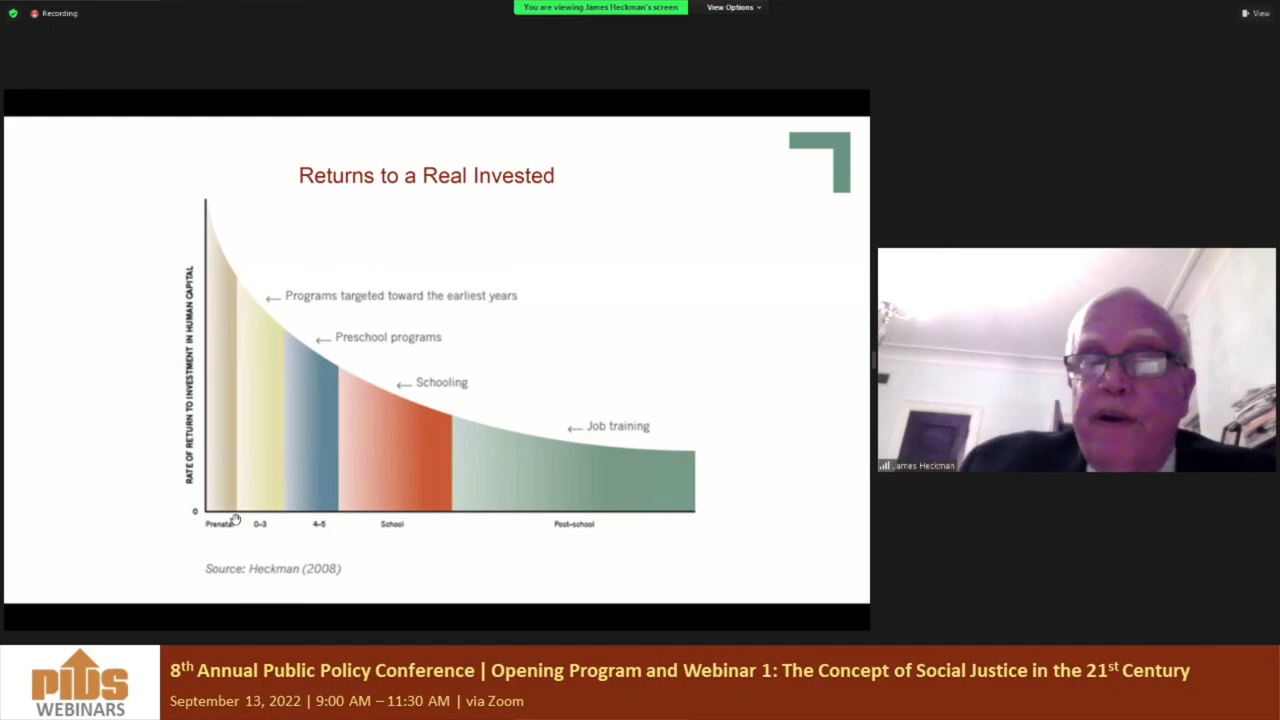 Recording
You are viewing James Heckman's screen
View Options
View
Returns to a Real Invested
RATE OF RETURN TO INVESTMENT IN HUMAN CAPITAL
Programs targeted toward the earliest years
Preschool programs
Schooling
Job training
0
Prenatal
0–3
4–5
School
Post-school
Source: Heckman (2008)
James Heckman
PIDS
WEBINARS
8th Annual Public Policy Conference | Opening Program and Webinar 1: The Concept of Social Justice in the 21st Century
September 13, 2022 | 9:00 AM – 11:30 AM | via Zoom